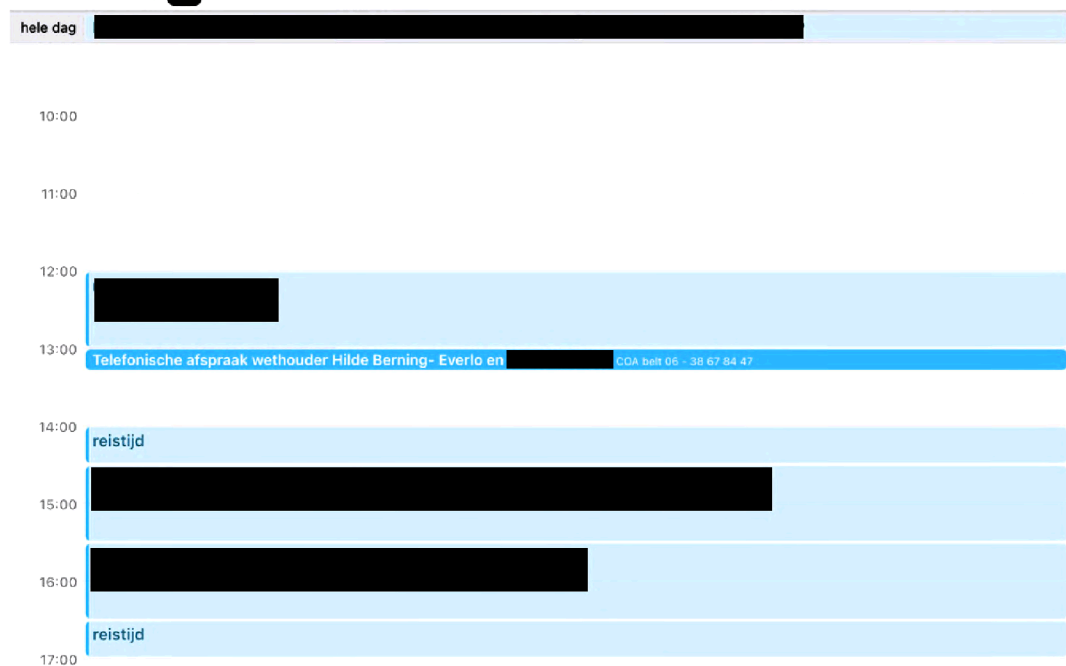 hele dag
10:00
11:00
12:00
13:00
Telefonische afspraak wethouder Hilde Berning- Everlo en COA belt 06 - 38 67 84 47
14:00
reistijd
15:00
16:00
reistijd
17:00